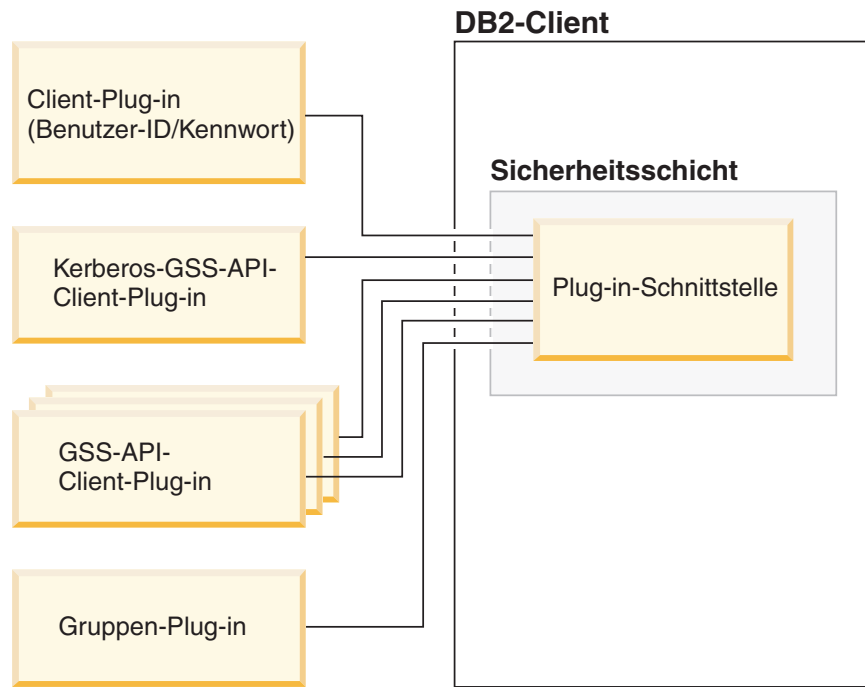 DB2-Client
Client-Plug-in
(Benutzer-ID/Kennwort)
Sicherheitsschicht
Kerberos-GSS-API-
Client-Plug-in
Plug-in-Schnittstelle
GSS-API-
Client-Plug-in
Gruppen-Plug-in